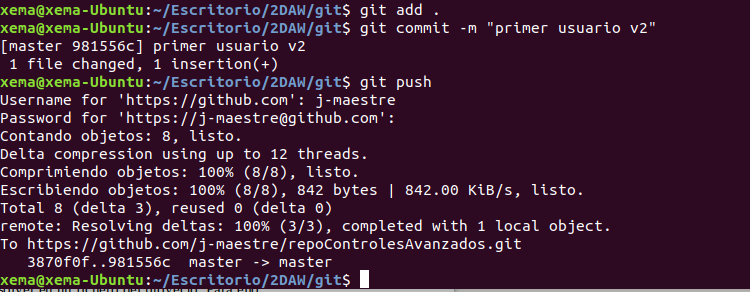 xema@xema-Ubuntu:~/Escritorio/2DAW/git$ git add .
xema@xema-Ubuntu:~/Escritorio/2DAW/git$ git commit -m "primer usuario v2"
[master 981556c] primer usuario v2
 1 file changed, 1 insertion(+)
xema@xema-Ubuntu:~/Escritorio/2DAW/git$ git push
Username for 'https://github.com': j-maestre
Password for 'https://j-maestre@github.com':
Contando objetos: 8, listo.
Delta compression using up to 12 threads.
Comprimiendo objetos: 100% (8/8), listo.
Escribiendo objetos: 100% (8/8), 842 bytes | 842.00 KiB/s, listo.
Total 8 (delta 3), reused 0 (delta 0)
remote: Resolving deltas: 100% (3/3), completed with 1 local object.
To https://github.com/j-maestre/repoControlesAvanzados.git
   3870f0f..981556c  master -> master
xema@xema-Ubuntu:~/Escritorio/2DAW/git$